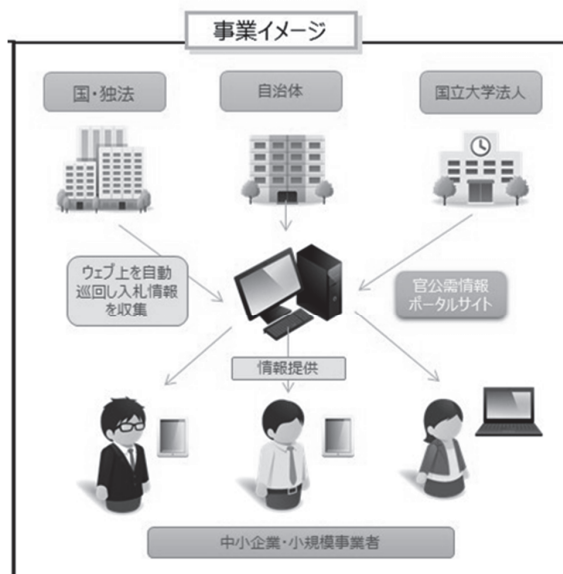 事業イメージ
国・独法
自治体
国立大学法人
ウェブ上を自動
巡回し入札情報
を収集
官公需情報
ポータルサイト
情報提供
中小企業・小規模事業者